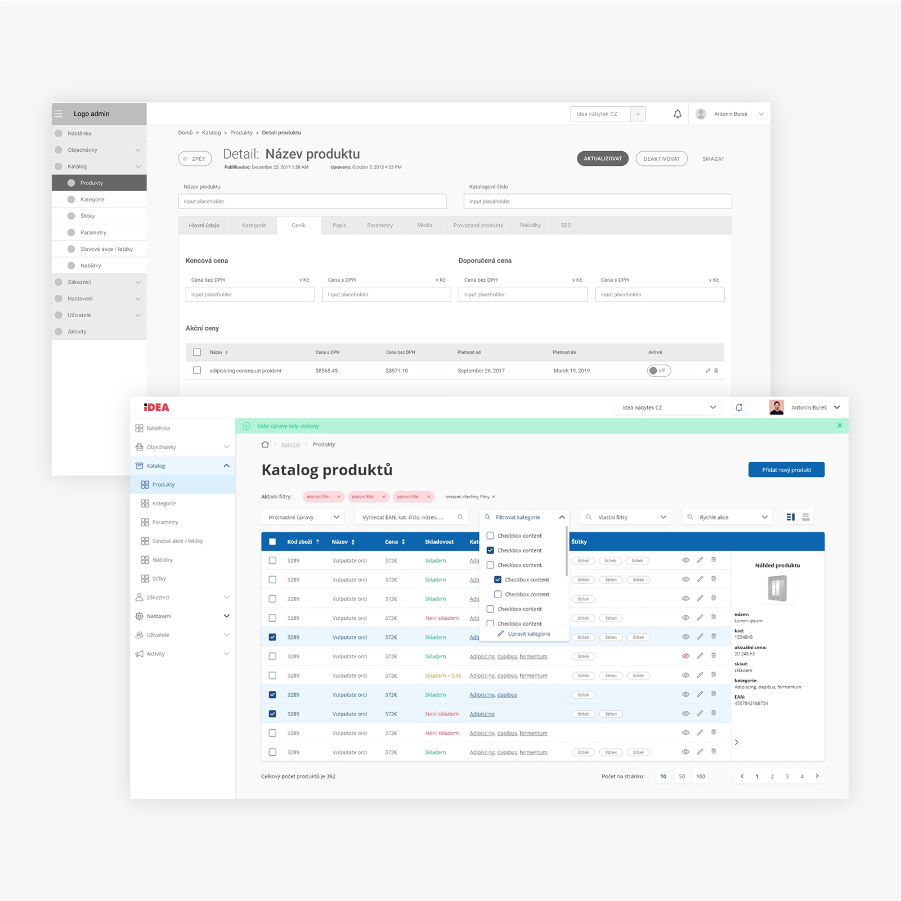 Logo admin
Idea nábytek CZ
Antonín Bureš
Nástěnka
Objednávky
Katalog
Produkty
Kategorie
Štítky
Parametry
Slevové akce / letáky
Nabídky
Zákazníci
Nastavení
Uživatelé
Aktivity
Domů > Katalog > Produkty > Detail produktu
← ZPĚT
Detail: Název produktu
Publikováno: December 23, 2017 1:58 AM
Upraveno: October 5, 2013 4:23 PM
AKTUALIZOVAT
DEAKTIVOVAT
SMAZAT
Název produktu
Katalogové číslo
Input placeholder
Input placeholder
Hlavní údaje Kategorie Ceník Popis Parametry Media Provázané produkty Nabídky SEO
Koncová cena
Doporučená cena
Cena bez DPH v Kč Cena s DPH v Kč Cena bez DPH v Kč Cena s DPH v Kč
Input placeholder Input placeholder Input placeholder Input placeholder
Akční ceny
Název ↑ Cena s DPH Cena bez DPH Platnost od Platnost do Aktivní
adipisicing consequat proident $8565.45 $8571.10 September 26, 2017 March 19, 2019 off
iDEA
Idea nábytek CZ
Antonín Bureš
Nástěnka
Objednávky
Katalog
Produkty
Kategorie
Parametry
Slevové akce / letáky
Nabídky
Štítky
Zákazníci
Nastavení
Uživatelé
Aktivity
Vaše úpravy byly uloženy
Katalog > Produkty
Katalog produktů
Přidat nový produkt
Aktivní filtry: aktivní filtr × aktivní filtr × aktivní filtr × smazat všechny filtry ×
Hromadné úpravy
Vyhledat EAN, kat. číslo, název, ...
Filtrovat kategorie
Vlastní filtry
Rychlé akce
Checkbox content
Checkbox content
Checkbox content
Checkbox content
Checkbox content
Checkbox content
Checkbox content
Upravit kategorie
Kód zboží Název Cena Skladovost Kat Štítky
3289 Vulputate orci 372€ Skladem Adip štítek štítek štítek
3289 Vulputate orci 372€ Skladem Adip štítek štítek štítek
3289 Vulputate orci 372€ Skladem Adip štítek
3289 Vulputate orci 372€ Není skladem Adip štítek štítek
3289 Vulputate orci 372€ Skladem Adip štítek štítek štítek
3289 Vulputate orci 372€ Skladem Adipiscing, dapibus, fermentum štítek
3289 Vulputate orci 372€ Skladem < 5 ks Adipiscing, dapibus, fermentum štítek štítek štítek
3289 Vulputate orci 372€ Skladem Adipiscing, dapibus štítek
3289 Vulputate orci 372€ Není skladem Adipiscing štítek štítek
3289 Vulputate orci 372€ Není skladem Adipiscing, dapibus, fermentum
3289 Vulputate orci 372€ Skladem Adipiscing, dapibus, fermentum štítek štítek štítek
Náhled produktu
název:
Lorem ipsum
kód:
1354846
aktuální cena:
20 245 Kč
sklad:
skladem
kategorie:
Adipiscing, dapibus, fermentum
EAN:
4597842168754
Celkový počet produktů je 392
Počet na stránku: 10 50 100
1 2 3 4